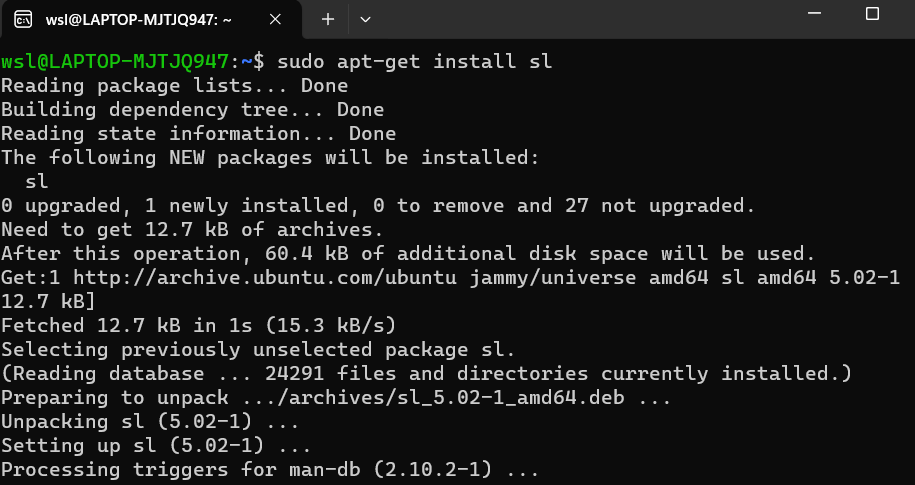 wsl@LAPTOP-MJTJQ947: ~
wsl@LAPTOP-MJTJQ947:~$ sudo apt-get install sl
Reading package lists... Done
Building dependency tree... Done
Reading state information... Done
The following NEW packages will be installed:
  sl
0 upgraded, 1 newly installed, 0 to remove and 27 not upgraded.
Need to get 12.7 kB of archives.
After this operation, 60.4 kB of additional disk space will be used.
Get:1 http://archive.ubuntu.com/ubuntu jammy/universe amd64 sl amd64 5.02-1
12.7 kB]
Fetched 12.7 kB in 1s (15.3 kB/s)
Selecting previously unselected package sl.
(Reading database ... 24291 files and directories currently installed.)
Preparing to unpack .../archives/sl_5.02-1_amd64.deb ...
Unpacking sl (5.02-1) ...
Setting up sl (5.02-1) ...
Processing triggers for man-db (2.10.2-1) ...